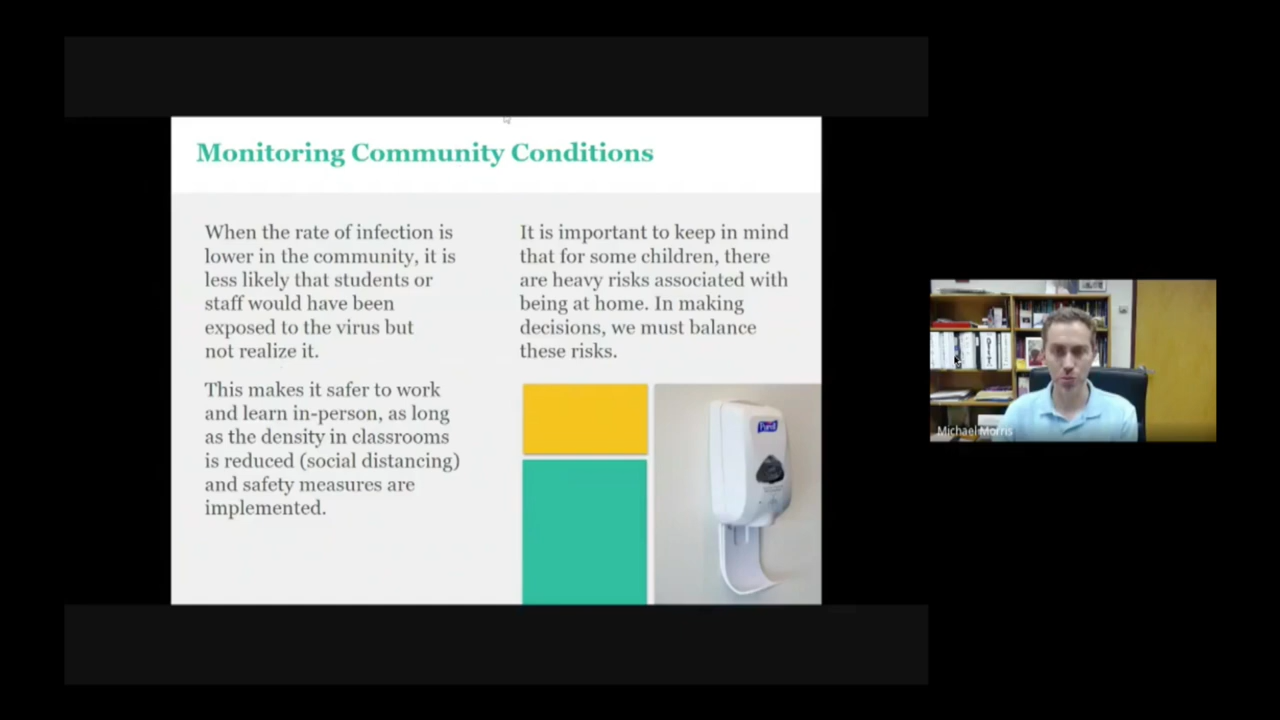 Monitoring Community Conditions
When the rate of infection is
lower in the community, it is
less likely that students or
staff would have been
exposed to the virus but
not realize it.
This makes it safer to work
and learn in-person, as long
as the density in classrooms
is reduced (social distancing)
and safety measures are
implemented.
It is important to keep in mind
that for some children, there
are heavy risks associated with
being at home. In making
decisions, we must balance
these risks.
Purell
Michael Morris